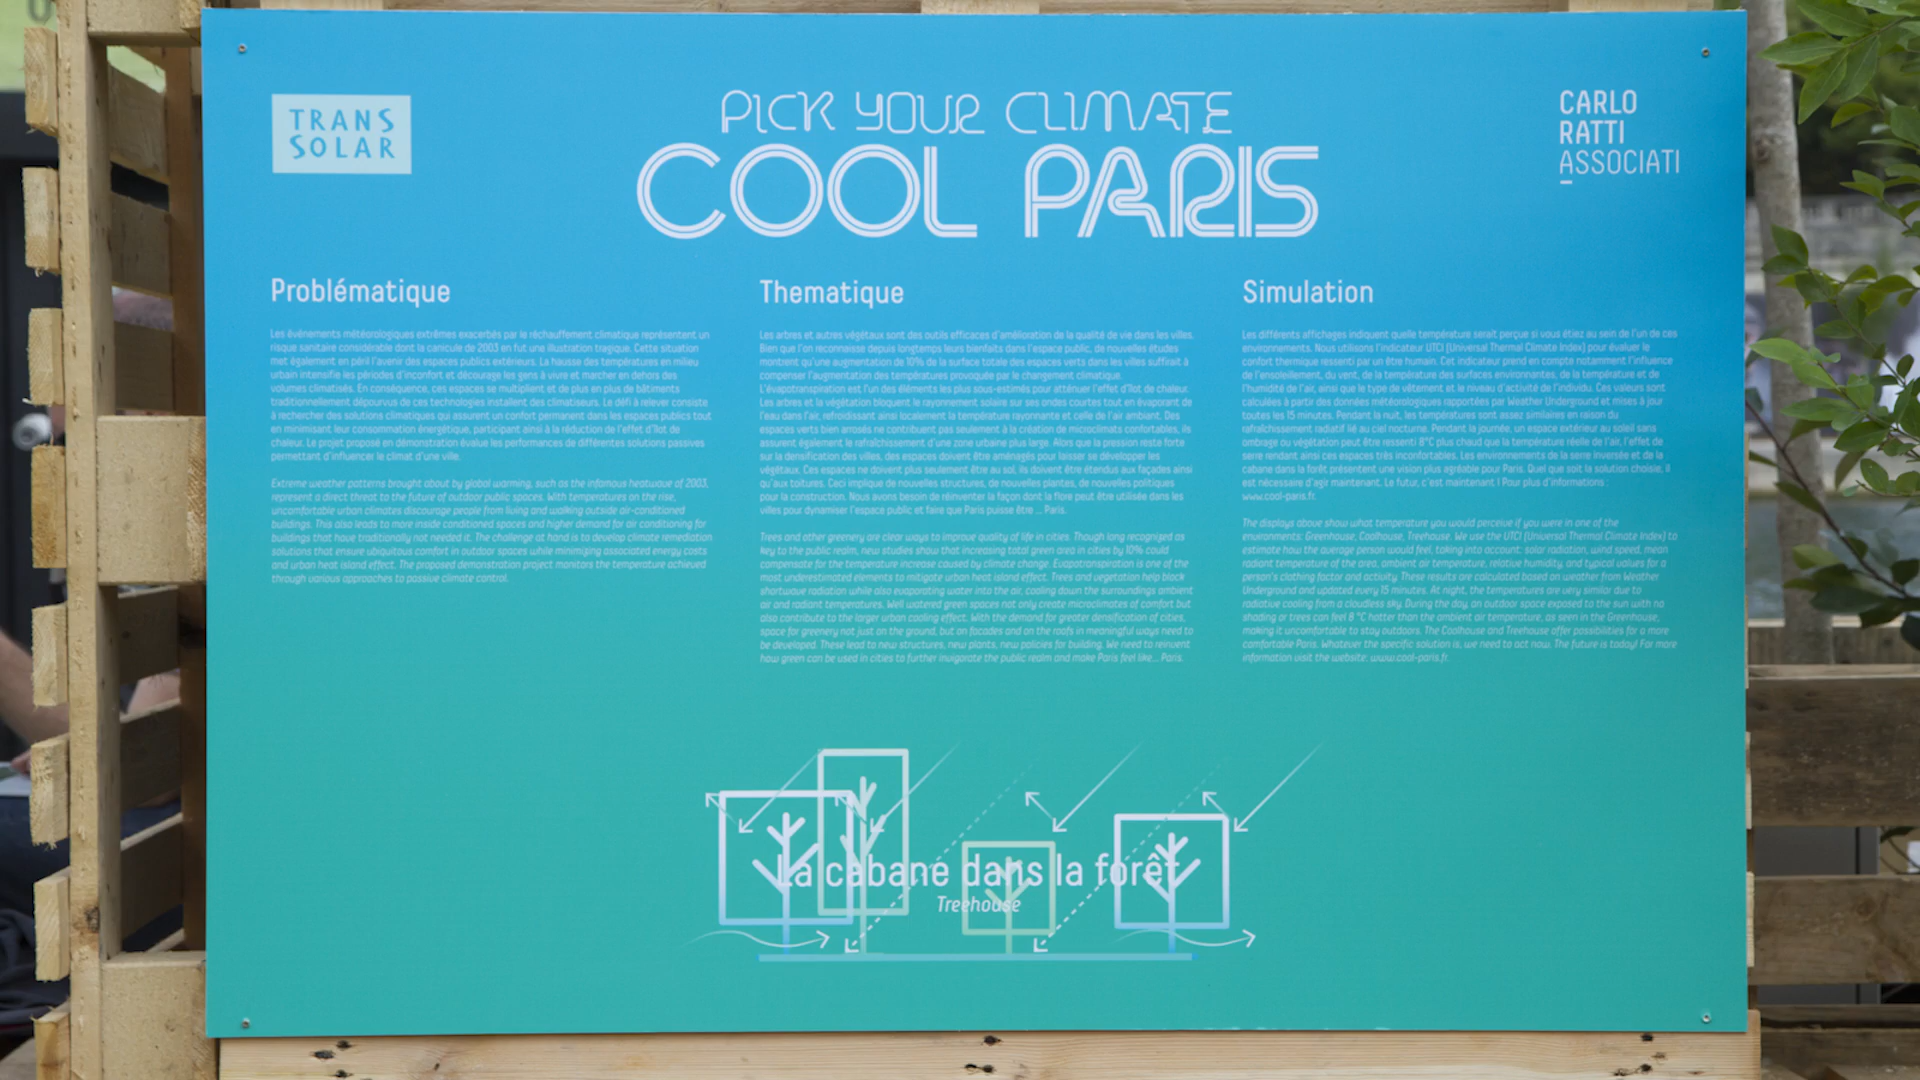 TRANS
SOLAR
PICK YOUR CLIMATE
COOL PARIS
CARLO
RATTI
ASSOCIATI
Problématique
Les événements météorologiques extrêmes exacerbés par le réchauffement climatique représentent un
risque sanitaire considérable dont la canicule de 2003 en fut une illustration tragique. Cette situation
met également en péril l'avenir des espaces publics extérieurs. La hausse des températures en milieu
urbain intensifie les périodes d'inconfort et décourage les gens à vivre et marcher en dehors des
volumes climatisés. En conséquence, ces espaces se multiplient et de plus en plus de bâtiments
traditionnellement dépourvus de ces technologies installent des climatiseurs. Le défi à relever consiste
à rechercher des solutions climatiques qui assurent un confort permanent dans les espaces publics tout
en minimisant leur consommation énergétique, participant ainsi à la réduction de l'effet d'îlot de
chaleur. Le projet proposé en démonstration évalue les performances de différentes solutions passives
permettant d'influencer le climat d'une ville.
Extreme weather patterns brought about by global warming, such as the infamous heatwave of 2003,
represent a direct threat to the future of outdoor public spaces. With temperatures on the rise,
uncomfortable urban climates discourage people from living and walking outside air-conditioned
buildings. This also leads to more inside conditioned spaces and higher demand for air conditioning for
buildings that have traditionally not needed it. The challenge at hand is to develop climate remediation
solutions that ensure ubiquitous comfort in outdoor spaces while minimizing associated energy costs
and urban heat island effect. The proposed demonstration project monitors the temperature achieved
through various approaches to passive climate control.
Thematique
Les arbres et autres végétaux sont des outils efficaces d'amélioration de la qualité de vie dans les villes.
Bien que l'on reconnaisse depuis longtemps leurs bienfaits dans l'espace public, de nouvelles études
montrent qu'une augmentation de 10% de la surface totale des espaces verts dans les villes suffirait à
compenser l'augmentation des températures provoquée par le changement climatique.
L'évapotranspiration est l'un des éléments les plus sous-estimés pour atténuer l'effet d'îlot de chaleur.
Les arbres et la végétation bloquent le rayonnement solaire sur ses ondes courtes tout en évaporant de
l'eau dans l'air, refroidissant ainsi localement la température rayonnante et celle de l'air ambiant. Des
espaces verts bien arrosés ne contribuent pas seulement à la création de microclimats confortables, ils
assurent également le rafraîchissement d'une zone urbaine plus large. Alors que la pression reste forte
sur la densification des villes, des espaces doivent être aménagés pour laisser se développer les
végétaux. Ces espaces ne doivent plus seulement être au sol, ils doivent être étendus aux façades ainsi
qu'aux toitures. Ceci implique de nouvelles structures, de nouvelles plantes, de nouvelles politiques
pour la construction. Nous avons besoin de réinventer la façon dont la flore peut être utilisée dans les
villes pour dynamiser l'espace public et faire que Paris puisse être ... Paris.
Trees and other greenery are clear ways to improve quality of life in cities. Though long recognized as
key to the public realm, new studies show that increasing total green area in cities by 10% could
compensate for the temperature increase caused by climate change. Evapotranspiration is one of the
most underestimated elements to mitigate urban heat island effect. Trees and vegetation help block
shortwave radiation while also evaporating water into the air, cooling down the surroundings ambient
air and radiant temperatures. Well watered green spaces not only create microclimates of comfort but
also contribute to the larger urban cooling effect. With the demand for greater densification of cities,
space for greenery not just on the ground, but on facades and on the roofs in meaningful ways need to
be developed. These lead to new structures, new plants, new policies for building. We need to reinvent
how green can be used in cities to further invigorate the public realm and make Paris feel like... Paris.
Simulation
Les différents affichages indiquent quelle température serait perçue si vous étiez au sein de l'un de ces
environnements. Nous utilisons l'indicateur UTCI (Universal Thermal Climate Index) pour évaluer le
confort thermique ressenti par un être humain. Cet indicateur prend en compte notamment l'influence
de l'ensoleillement, du vent, de la température des surfaces environnantes, de la température et de
l'humidité de l'air, ainsi que le type de vêtement et le niveau d'activité de l'individu. Ces valeurs sont
calculées à partir des données météorologiques rapportées par Weather Underground et mises à jour
toutes les 15 minutes. Pendant la nuit, les températures sont assez similaires en raison du
rafraîchissement radiatif lié au ciel nocturne. Pendant la journée, un espace extérieur au soleil sans
ombrage ou végétation peut être ressenti 8°C plus chaud que la température réelle de l'air, l'effet de
serre rendant ainsi ces espaces très inconfortables. Les environnements de la serre inversée et de la
cabane dans la forêt présentent une vision plus agréable pour Paris. Quel que soit la solution choisie, il
est nécessaire d'agir maintenant. Le futur, c'est maintenant ! Pour plus d'informations :
www.cool-paris.fr.
The displays above show what temperature you would perceive if you were in one of the
environments: Greenhouse, Coolhouse, Treehouse. We use the UTCI (Universal Thermal Climate Index) to
estimate how the average person would feel, taking into account: solar radiation, wind speed, mean
radiant temperature of the area, ambient air temperature, relative humidity, and typical values for a
person's clothing factor and activity. These results are calculated based on weather from Weather
Underground and updated every 15 minutes. At night, the temperatures are very similar due to
radiative cooling from a cloudless sky. During the day, an outdoor space exposed to the sun with no
shading or trees can feel 8 °C hotter than the ambient air temperature, as seen in the Greenhouse,
making it uncomfortable to stay outdoors. The Coolhouse and Treehouse offer possibilities for a more
comfortable Paris. Whatever the specific solution is, we need to act now. The future is today! For more
information visit the website: www.cool-paris.fr.
La cabane dans la forêt
Treehouse